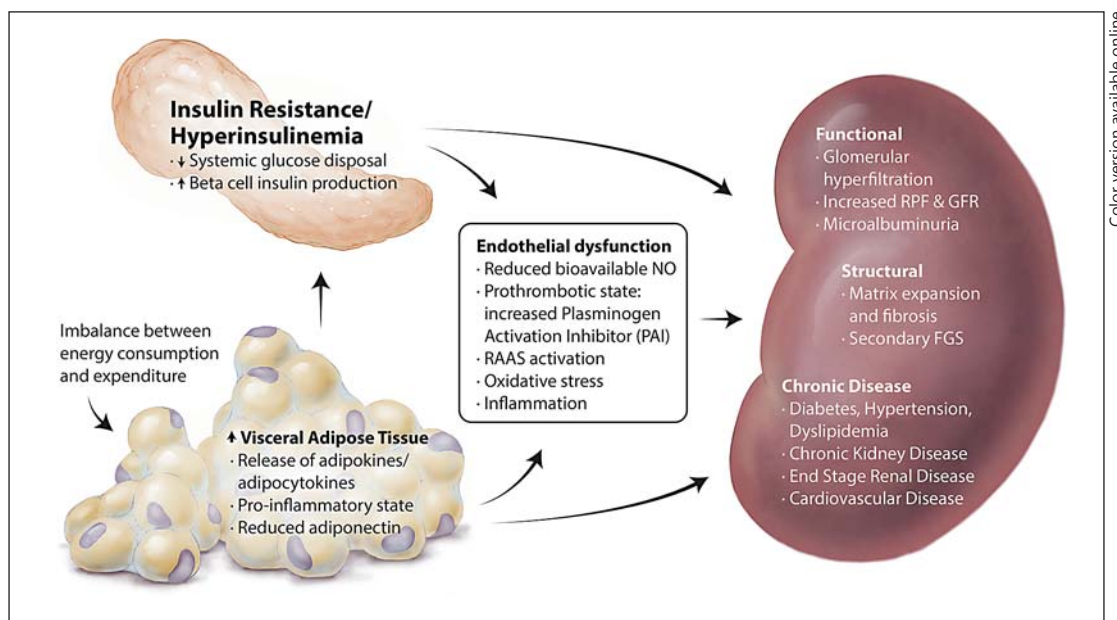 Insulin Resistance/
Hyperinsulinemia
· ↓ Systemic glucose disposal
· ↑ Beta cell insulin production
Imbalance between
energy consumption
and expenditure
↑ Visceral Adipose Tissue
· Release of adipokines/
adipocytokines
· Pro-inflammatory state
· Reduced adiponectin
Endothelial dysfunction
· Reduced bioavailable NO
· Prothrombotic state:
increased Plasminogen
Activation Inhibitor (PAI)
· RAAS activation
· Oxidative stress
· Inflammation
Functional
· Glomerular
hyperfiltration
· Increased RPF & GFR
· Microalbuminuria
Structural
· Matrix expansion
and fibrosis
· Secondary FGS
Chronic Disease
· Diabetes, Hypertension,
Dyslipidemia
· Chronic Kidney Disease
· End Stage Renal Disease
· Cardiovascular Disease
Color version available online